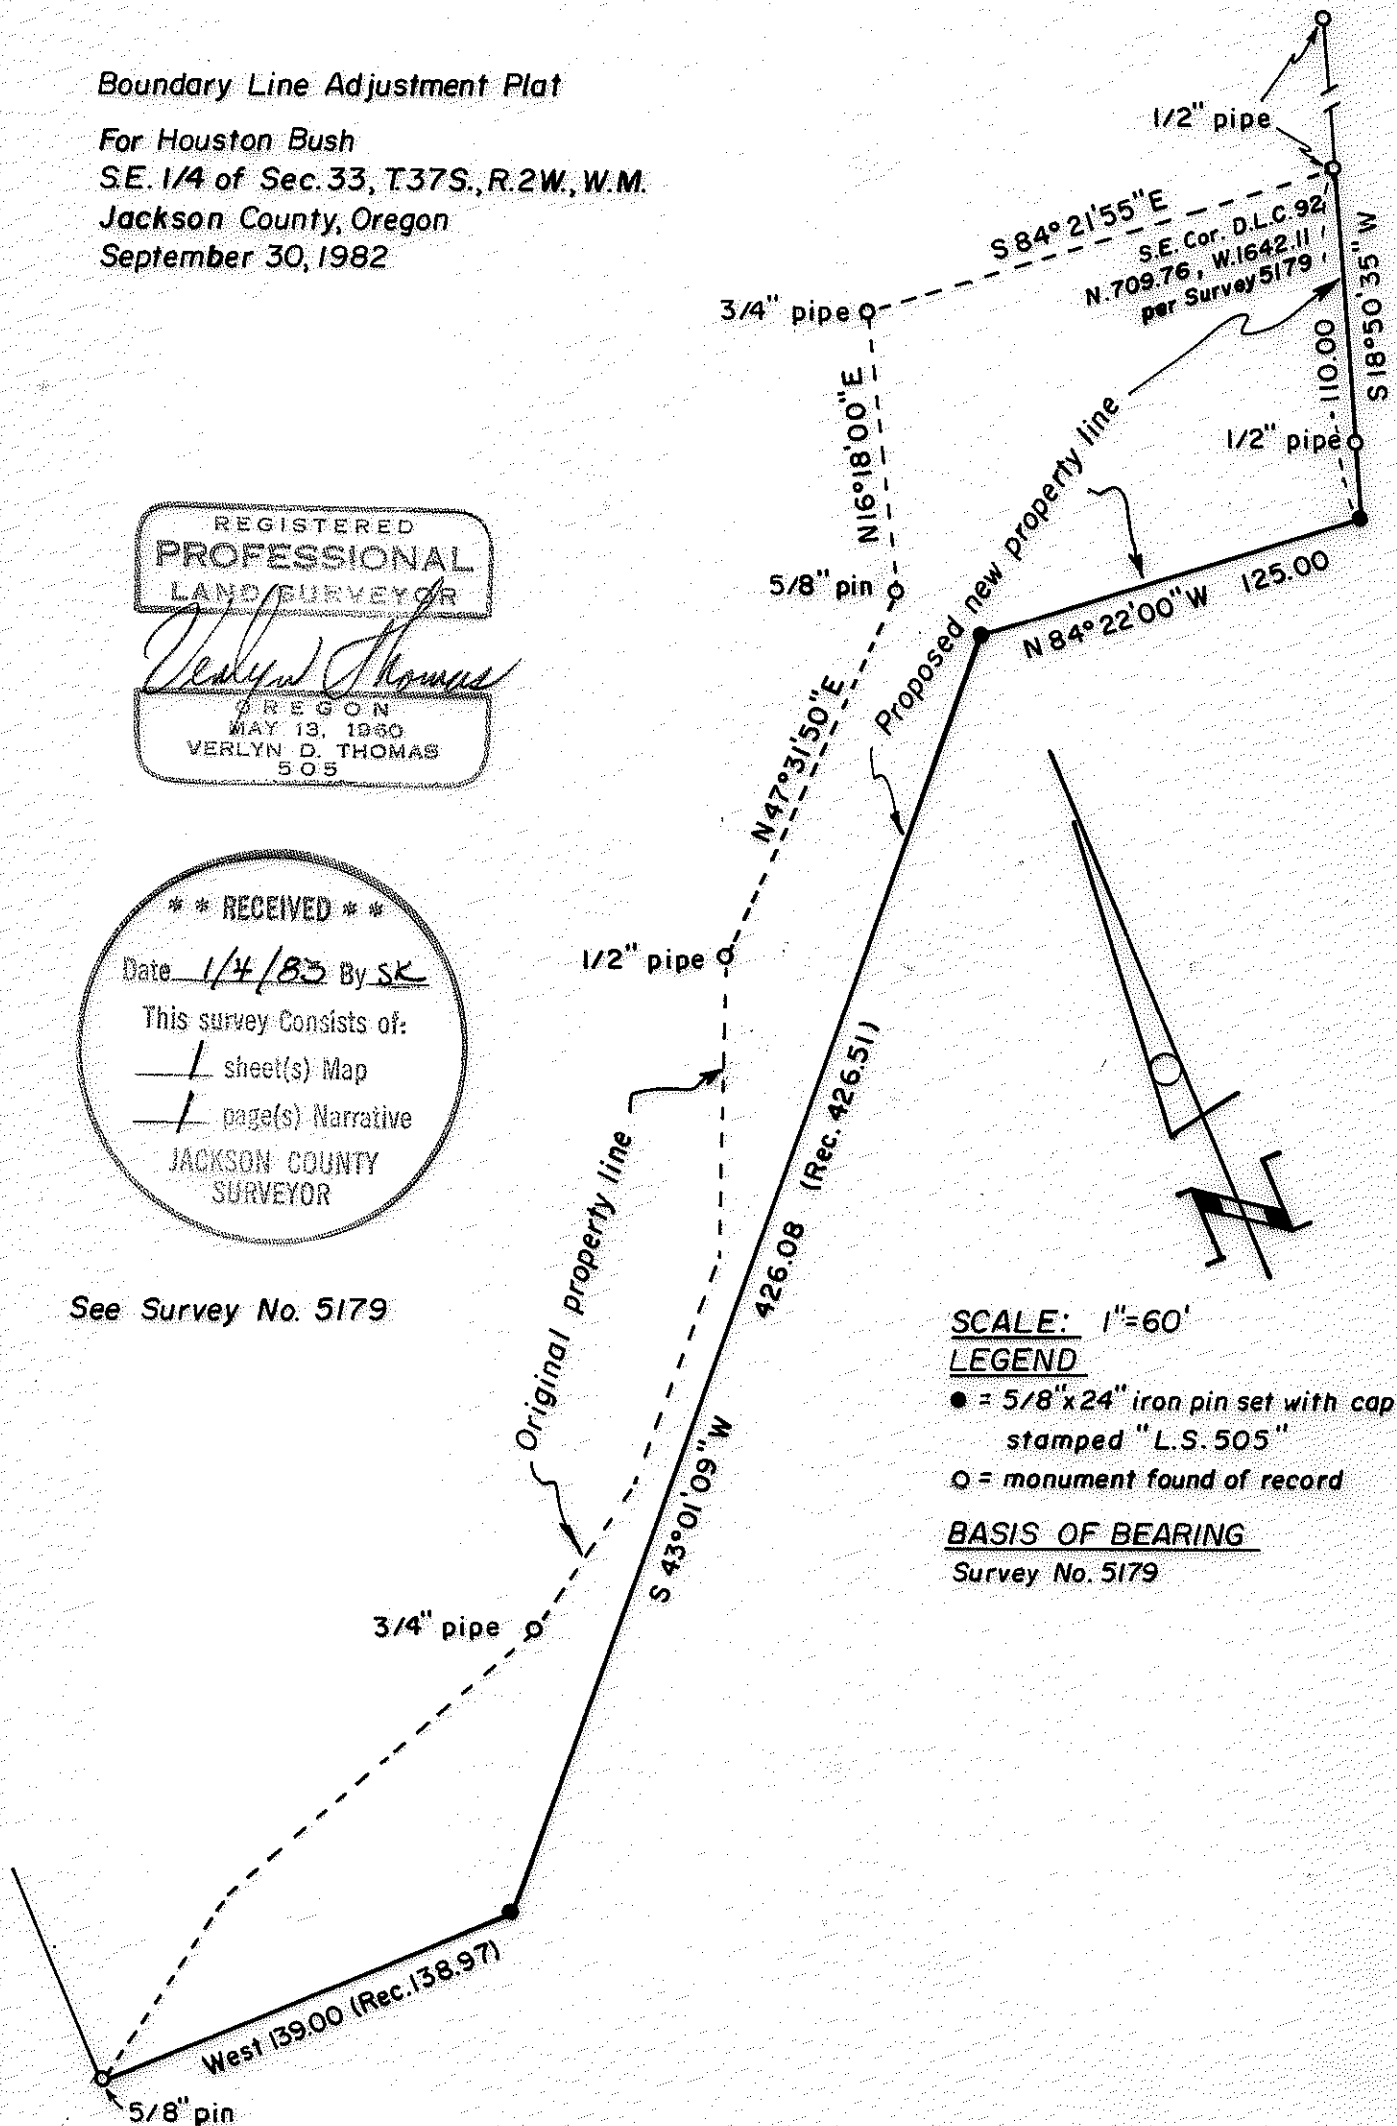 Boundary Line Adjustment Plat
For Houston Bush
S.E. 1/4 of Sec. 33, T.37S., R.2W., W.M.
Jackson County, Oregon
September 30, 1982
1/2" pipe
S 84° 21' 55" E
S.E. Cor. D.L.C. 92
N. 709.76, W. 1642.11
per Survey 5179
110.00
S 18° 50' 35" W
3/4" pipe
N 16° 18' 00" E
1/2" pipe
5/8" pin
Proposed new property line
N 84° 22' 00" W 125.00
N 47° 31' 50" E
REGISTERED
PROFESSIONAL
LAND SURVEYOR
Verlyn Thomas
OREGON
MAY 13, 1960
VERLYN D. THOMAS
505
1/2" pipe
* * RECEIVED * *
Date 1/4/83 By SK
This survey Consists of:
1 sheet(s) Map
1 page(s) Narrative
JACKSON COUNTY
SURVEYOR
Original property line
426.08 (Rec. 426.51)
S 43° 01' 09" W
N
See Survey No. 5179
SCALE: 1"=60'
LEGEND
● = 5/8"x24" iron pin set with cap
stamped "L.S. 505"
O = monument found of record
BASIS OF BEARING
Survey No. 5179
3/4" pipe
West 139.00 (Rec. 138.97)
5/8" pin